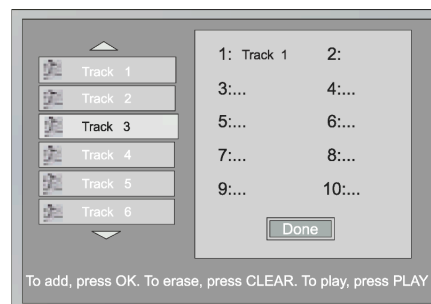 Track 1
Track 2
Track 3
Track 4
Track 5
Track 6
1: Track 1 2:
3:... 4:...
5:... 6:...
7:... 8:...
9:... 10:...
Done
To add, press OK. To erase, press CLEAR. To play, press PLAY